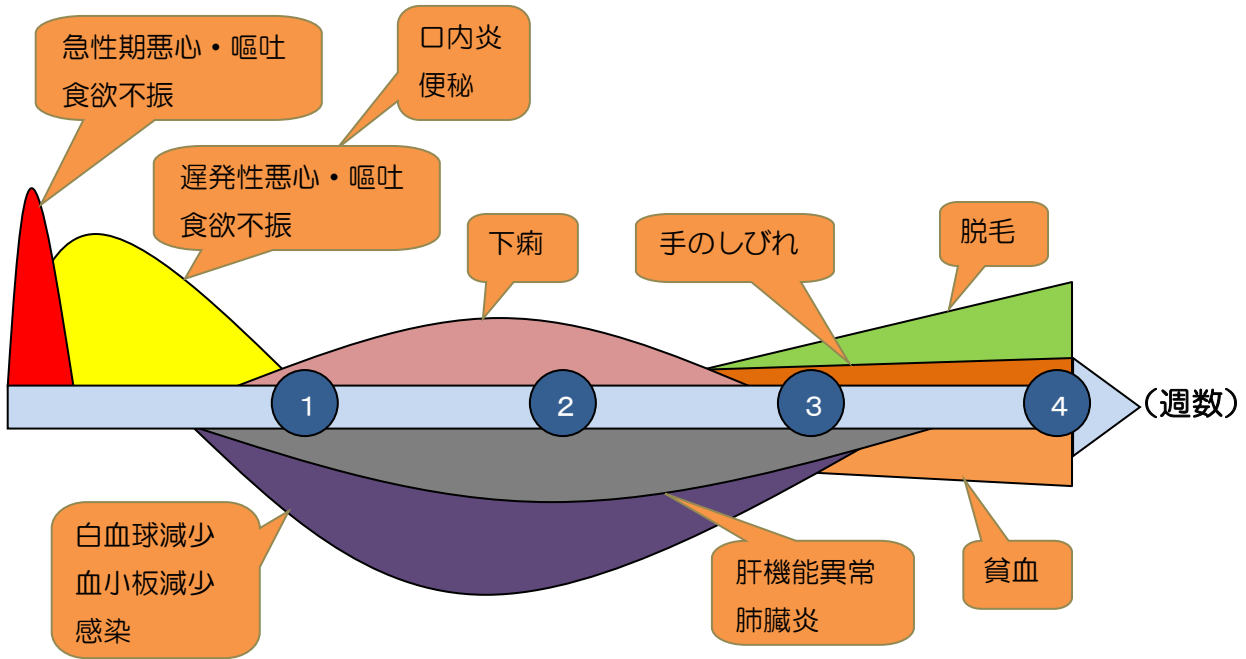 急性期悪心・嘔吐
食欲不振
口内炎
便秘
遅発性悪心・嘔吐
食欲不振
下痢
手のしびれ
脱毛
1
2
3
4
（週数）
白血球減少
血小板減少
感染
肝機能異常
肺臓炎
貧血